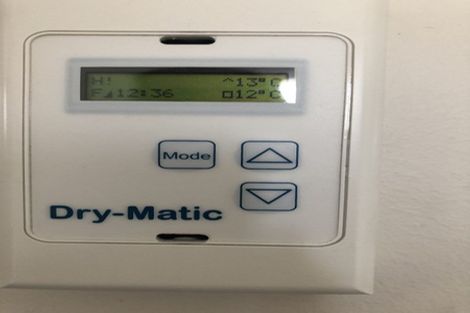 H! ^13°C
F◢12:36 □12°C
Mode
Dry-Matic